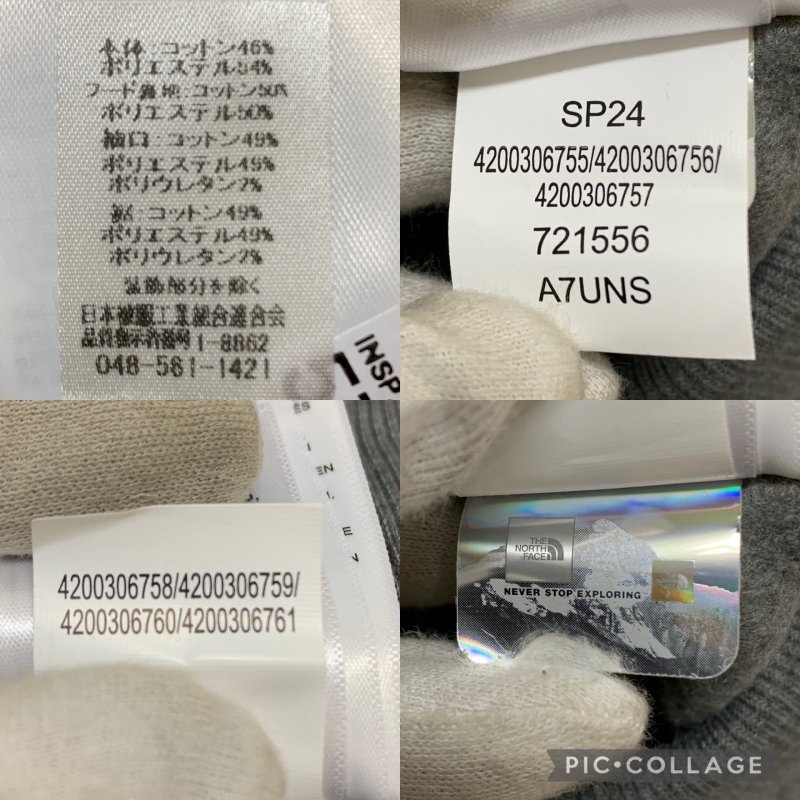 本体:コットン46%
ポリエステル54%
フード裏地:コットン50%
ポリエステル50%
袖口:コットン49%
ポリエステル49%
ポリウレタン2%
裾:コットン49%
ポリエステル49%
ポリウレタン2%
装飾部分を除く
日本被服工業組合連合会
品質表示者番号 1-8862
048-581-1421
INSP
SP24
4200306755/4200306756/
4200306757
721556
A7UNS
4200306758/4200306759/
4200306760/4200306761
THE
NORTH
FACE
NEVER STOP EXPLORING
PIC•COLLAGE